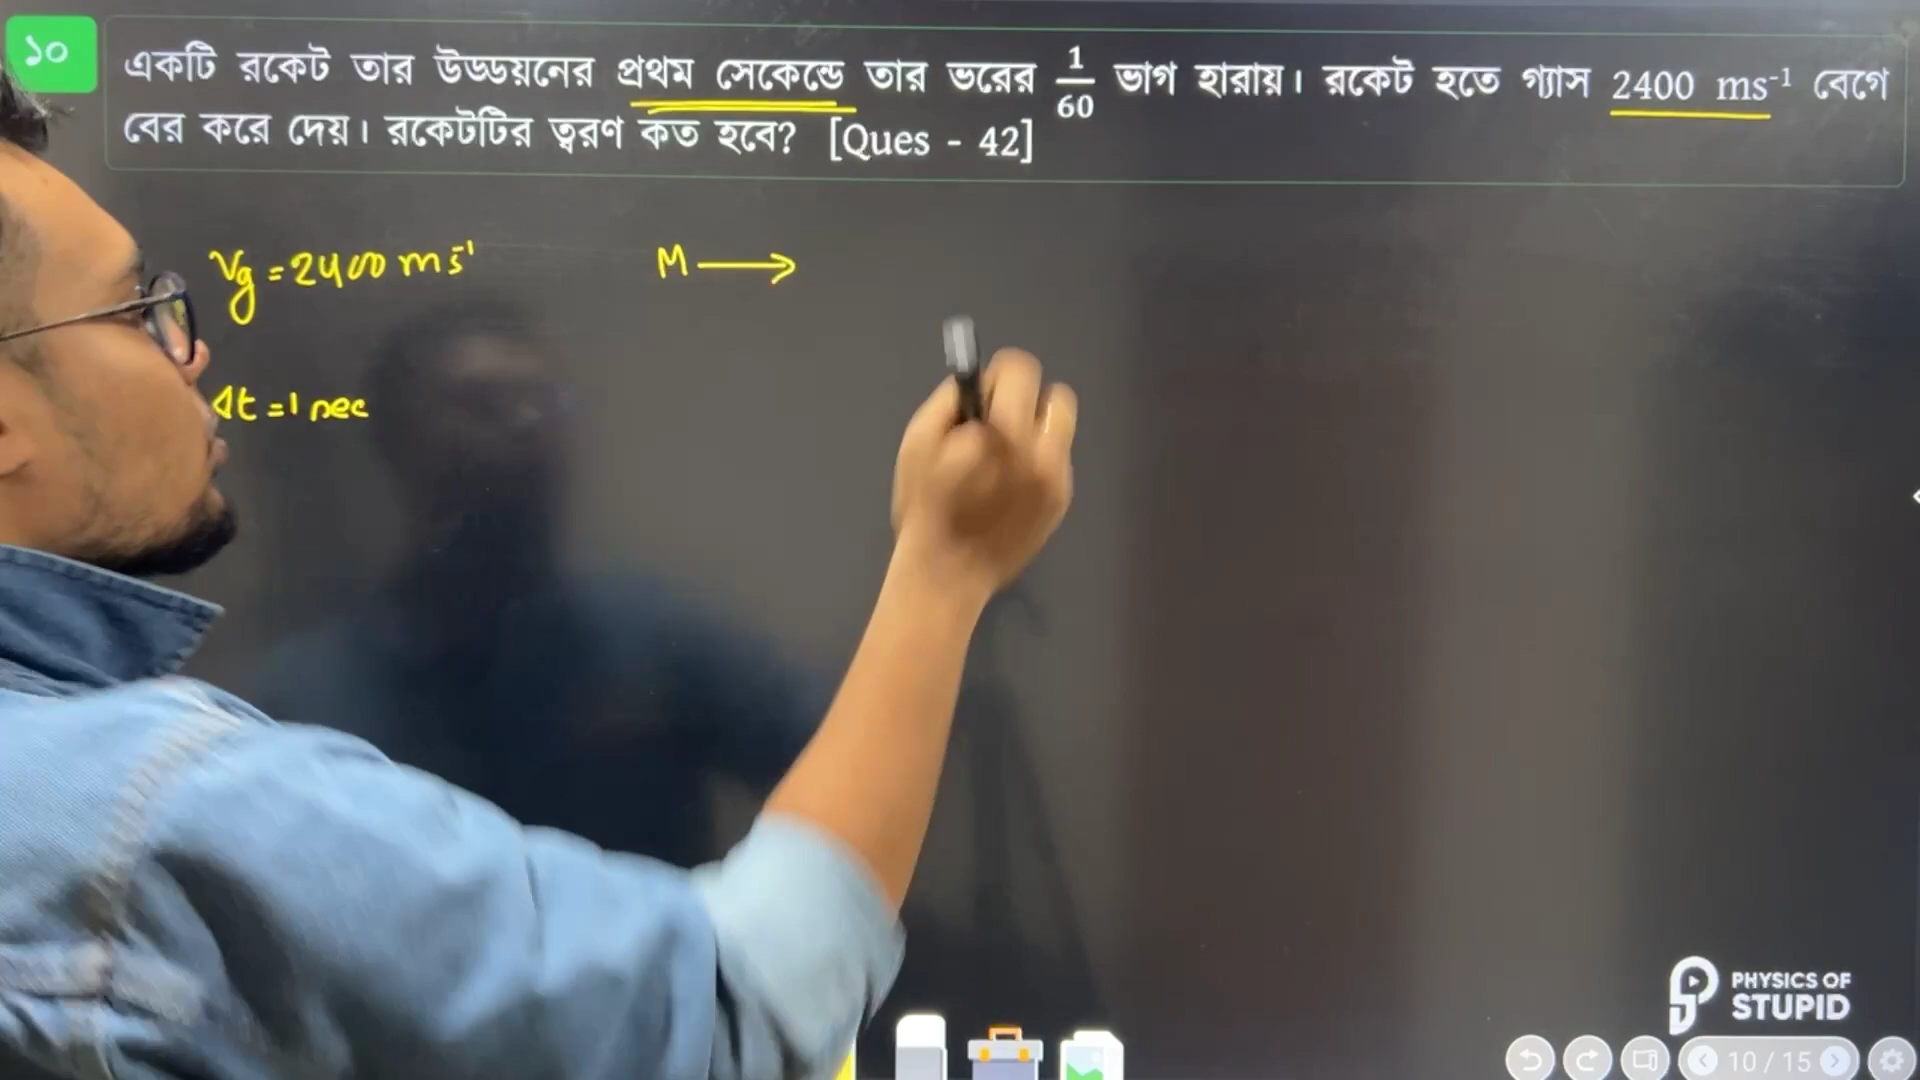 ১০
একটি রকেট তার উড্ডয়নের প্রথম সেকেন্ডে তার ভরের 1/60 ভাগ হারায়। রকেট হতে গ্যাস 2400 ms⁻¹ বেগে
বের করে দেয়। রকেটটির ত্বরণ কত হবে? [Ques - 42]
Vg = 2400 ms⁻¹
M →
Δt = 1 sec
PHYSICS OF
STUPID
10 / 15